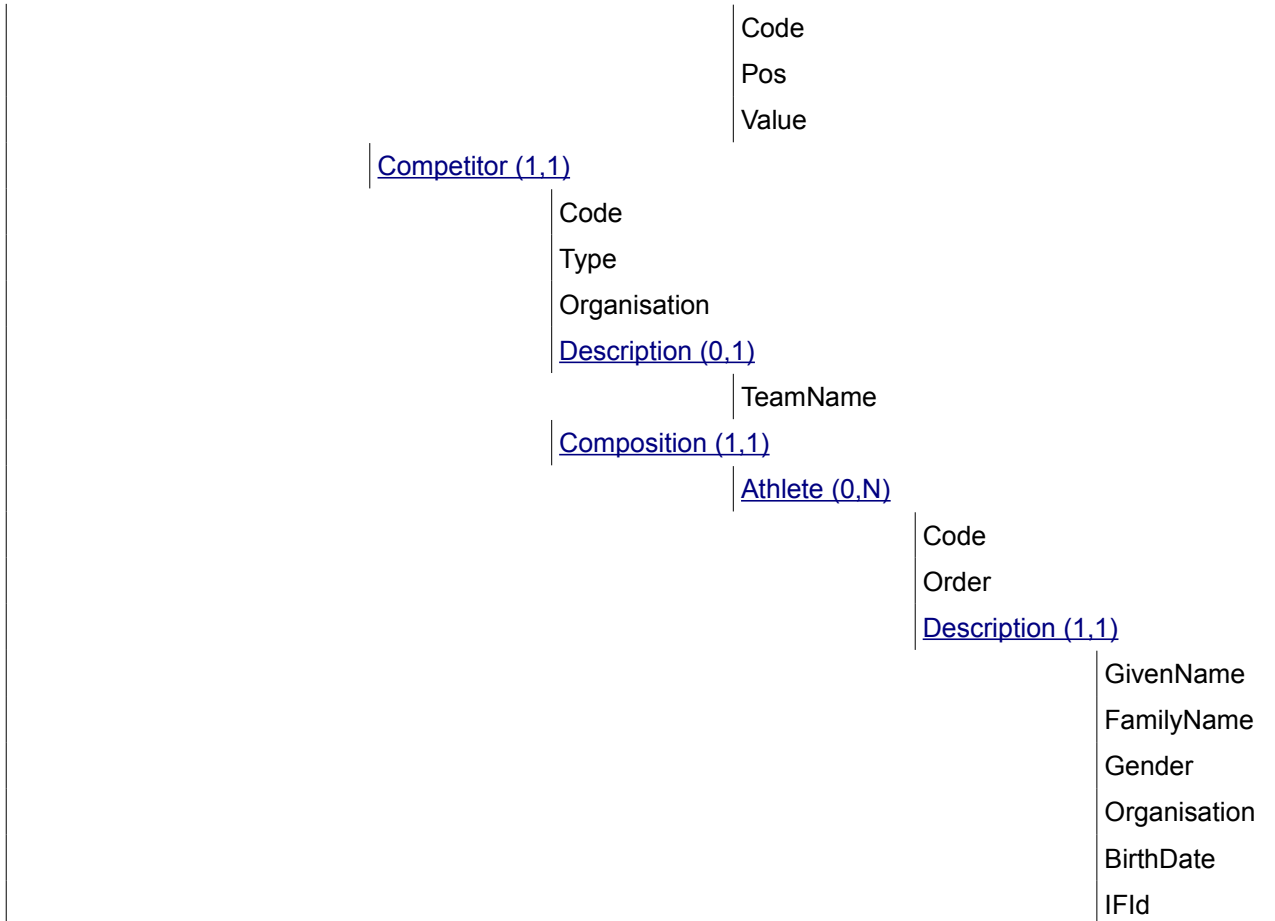 Code
Pos
Value
Competitor (1,1)
Code
Type
Organisation
Description (0,1)
TeamName
Composition (1,1)
Athlete (0,N)
Code
Order
Description (1,1)
GivenName
FamilyName
Gender
Organisation
BirthDate
IFId